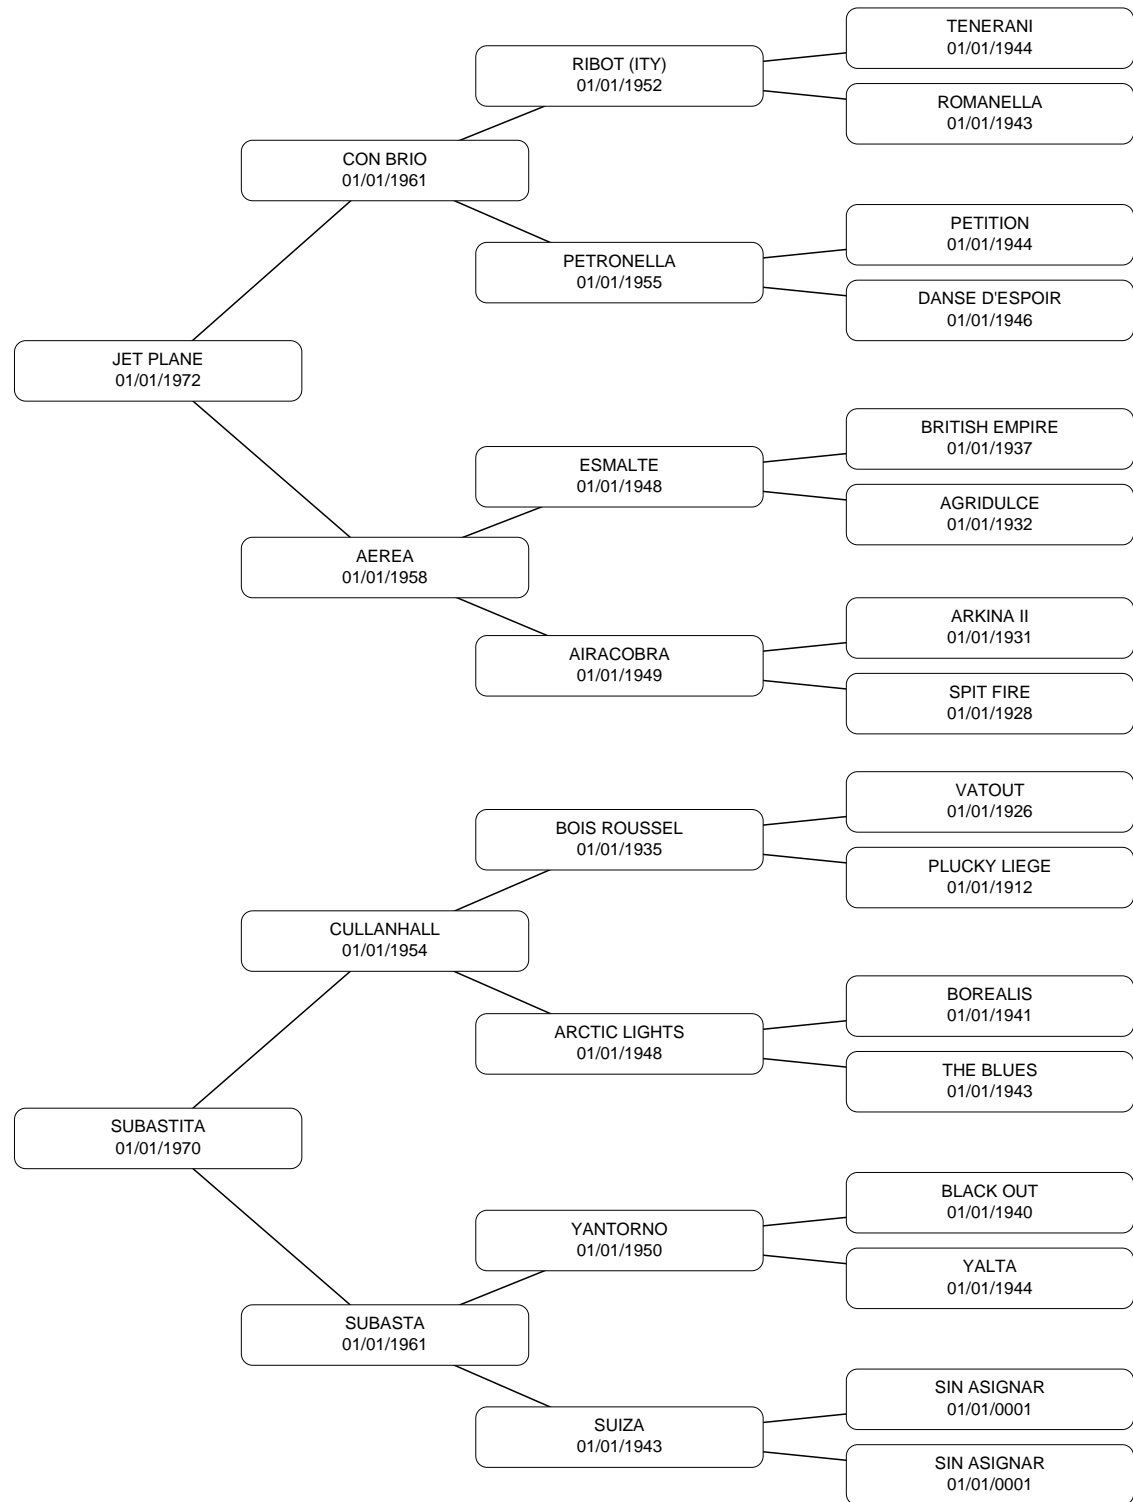 TENERANI
01/01/1944
RIBOT (ITY)
01/01/1952
ROMANELLA
01/01/1943
CON BRIO
01/01/1961
PETITION
01/01/1944
PETRONELLA
01/01/1955
DANSE D'ESPOIR
01/01/1946
JET PLANE
01/01/1972
BRITISH EMPIRE
01/01/1937
ESMALTE
01/01/1948
AGRIDULCE
01/01/1932
AEREA
01/01/1958
ARKINA II
01/01/1931
AIRACOBRA
01/01/1949
SPIT FIRE
01/01/1928
VATOUT
01/01/1926
BOIS ROUSSEL
01/01/1935
PLUCKY LIEGE
01/01/1912
CULLANHALL
01/01/1954
BOREALIS
01/01/1941
ARCTIC LIGHTS
01/01/1948
THE BLUES
01/01/1943
SUBASTITA
01/01/1970
BLACK OUT
01/01/1940
YANTORNO
01/01/1950
YALTA
01/01/1944
SUBASTA
01/01/1961
SIN ASIGNAR
01/01/0001
SUIZA
01/01/1943
SIN ASIGNAR
01/01/0001